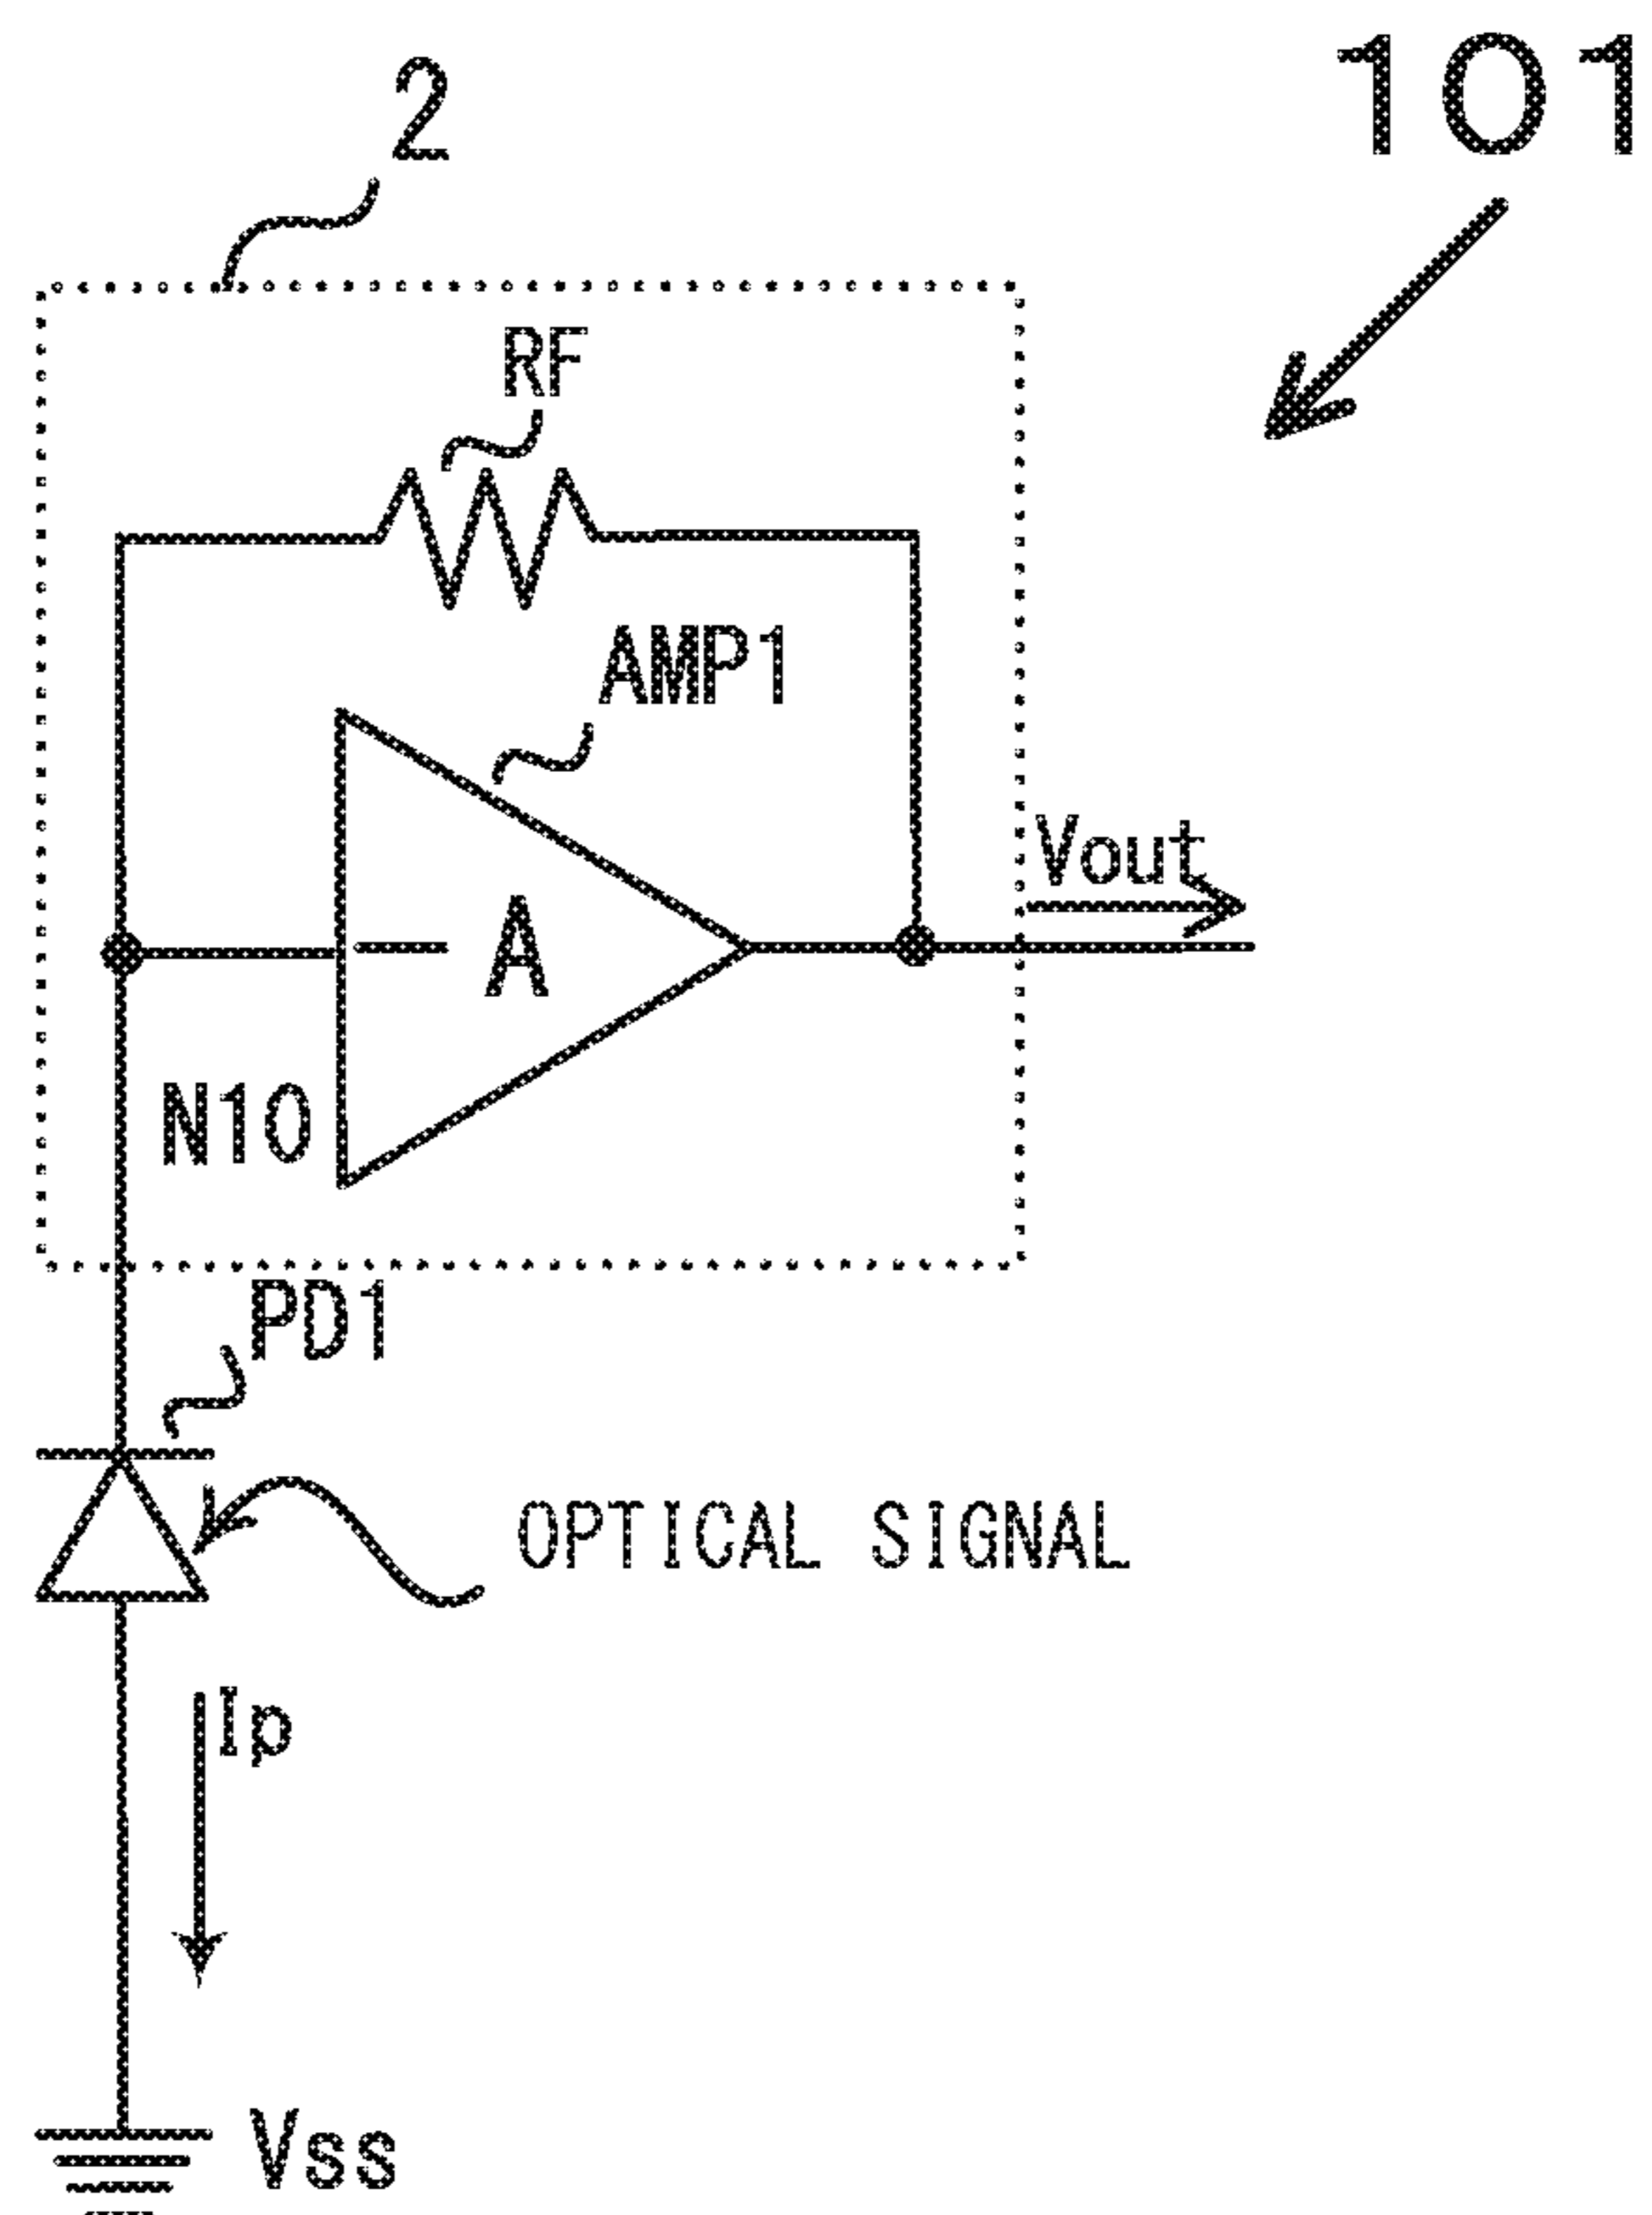 101
2
RF
AMP1
Vout
— A
N10
PD1
OPTICAL SIGNAL
Ip
Vss